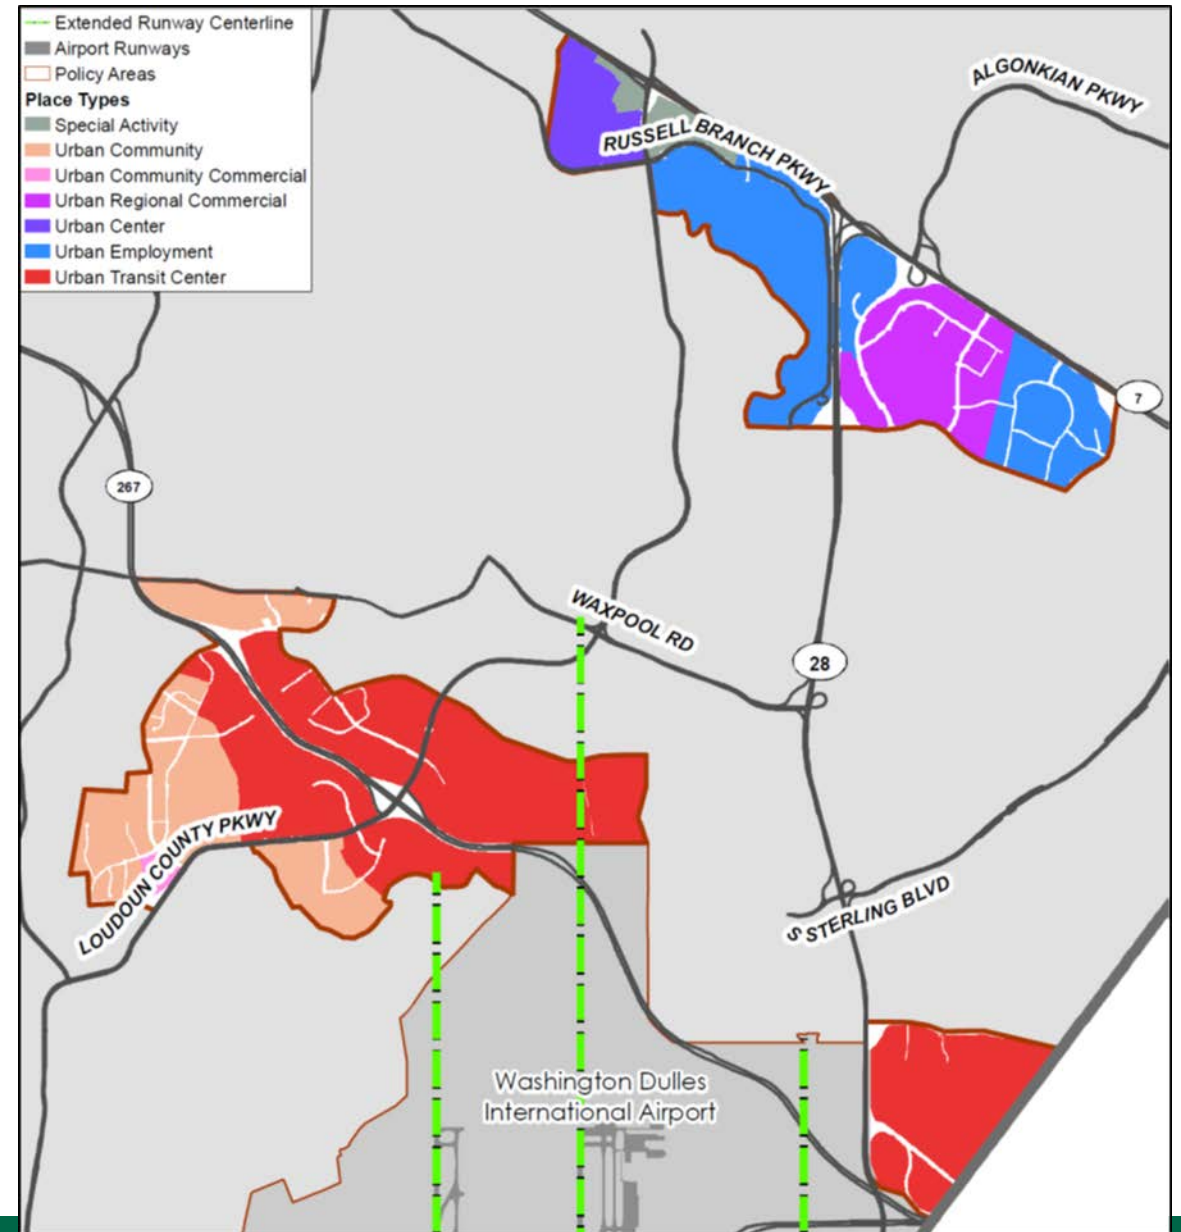 Extended Runway Centerline
Airport Runways
Policy Areas
Place Types
Special Activity
Urban Community
Urban Community Commercial
Urban Regional Commercial
Urban Center
Urban Employment
Urban Transit Center
ALGONKIAN PKWY
RUSSELL BRANCH PKWY
7
267
WAXPOOL RD
28
LOUDOUN COUNTY PKWY
S STERLING BLVD
Washington Dulles
International Airport